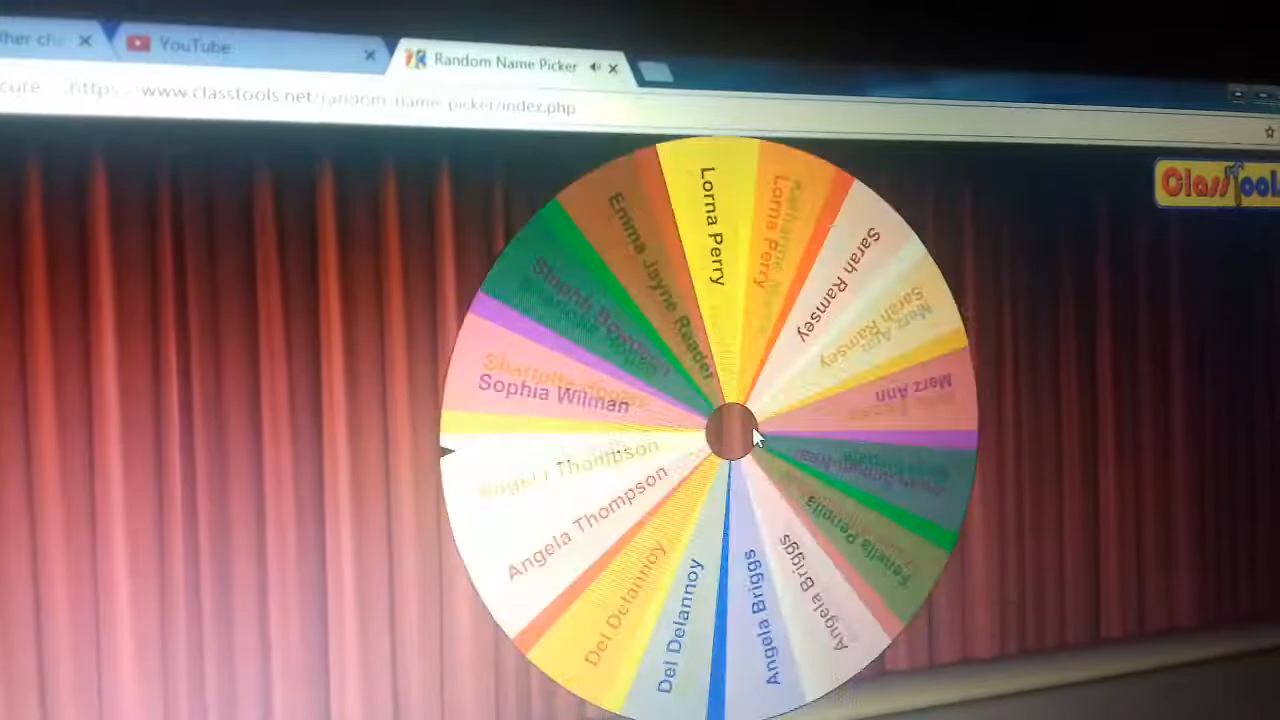 YouTube
Random Name Picker
https://www.classtools.net/random-name-picker/index.php
ClassTools
Lorna Perry
Lorna Perry
Sarah Ramsey
Sarah Ramsey
Merz Ann
Merz Ann
Fenella
Angela Briggs
Angela Briggs
Del Delannoy
Del Delannoy
Angela Thompson
Angela Thompson
Sophia Wilman
Emma Jayne Reader